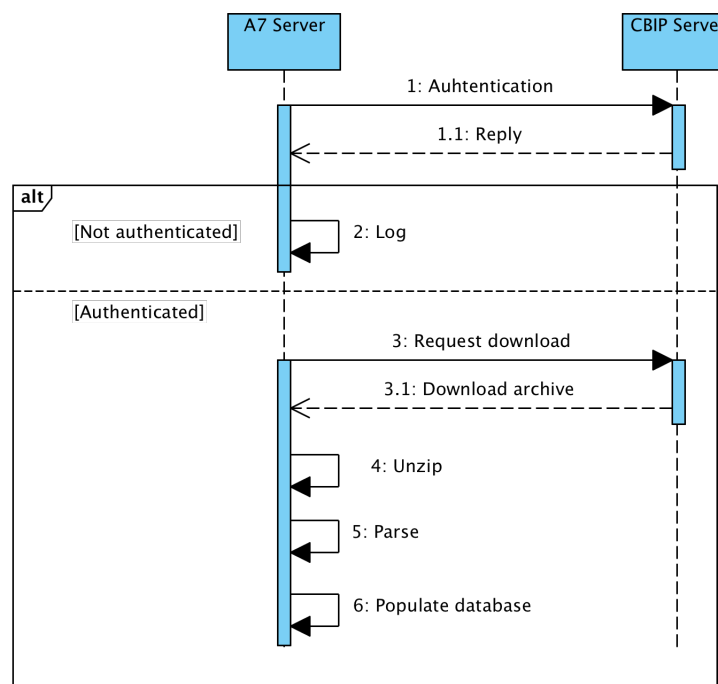 A7 Server
CBIP Serve
1: Auhtentication
1.1: Reply
alt
[Not authenticated]
2: Log
[Authenticated]
3: Request download
3.1: Download archive
4: Unzip
5: Parse
6: Populate database